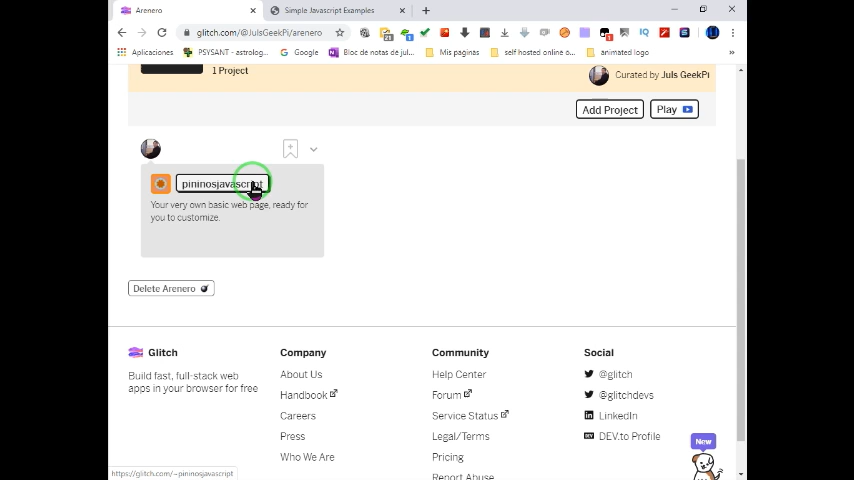 Arenero
Simple Javascript Examples
glitch.com/@JulsGeekPi/arenero
Aplicaciones
PSYSANT - astrolog...
Google
Bloc de notas de jul...
Mis paginas
self hosted online o...
animated logo
1 Project
Curated by Juls GeekPi
Add Project
Play
pininosjavascript
Your very own basic web page, ready for
you to customize.
Delete Arenero
Glitch
Build fast, full-stack web
apps in your browser for free
Company
About Us
Handbook
Careers
Press
Who We Are
Community
Help Center
Forum
Service Status
Legal/Terms
Pricing
Report Abuse
Social
@glitch
@glitchdevs
LinkedIn
DEV.to Profile
New
https://glitch.com/~pininosjavascript